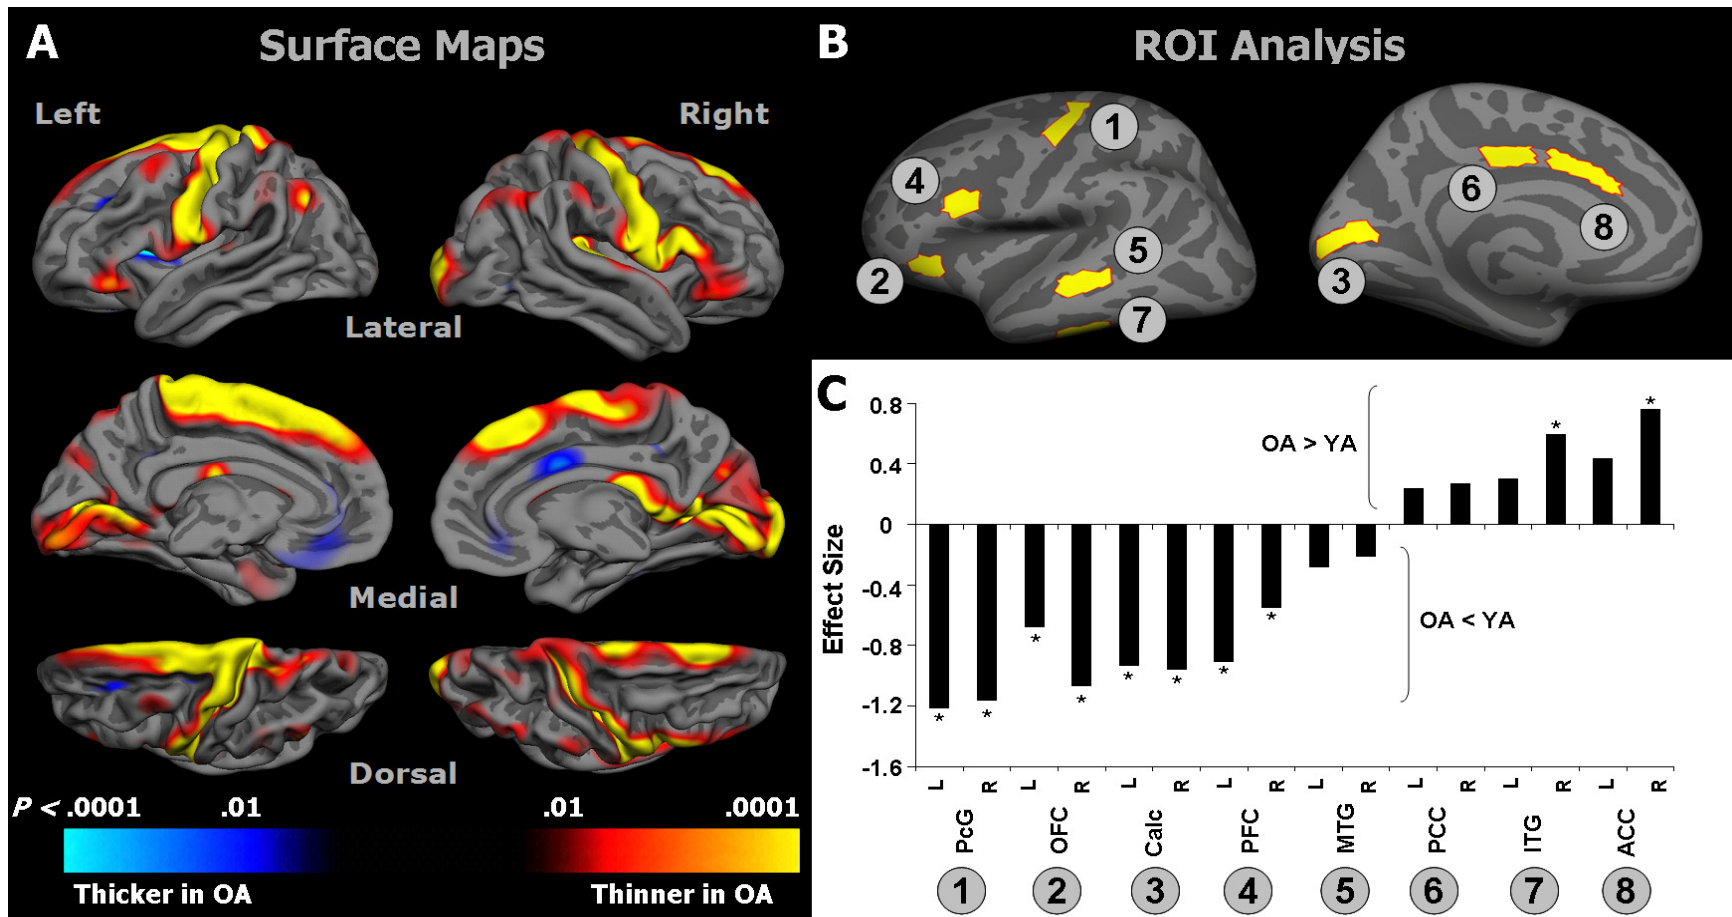 A Surface Maps
Left Right
Lateral
Medial
Dorsal
P < .0001 .01 .01 .0001
Thicker in OA Thinner in OA
B ROI Analysis
1
4
6
8
5
2
3
7
C
0.8
0.4
0
-0.4
-0.8
-1.2
-1.6
Effect Size
OA > YA
OA < YA
* * * * * * * * * *
L R L R L R L R L R L R L R L R
PcG OFC Calc PFC MTG PCC ITG ACC
1 2 3 4 5 6 7 8